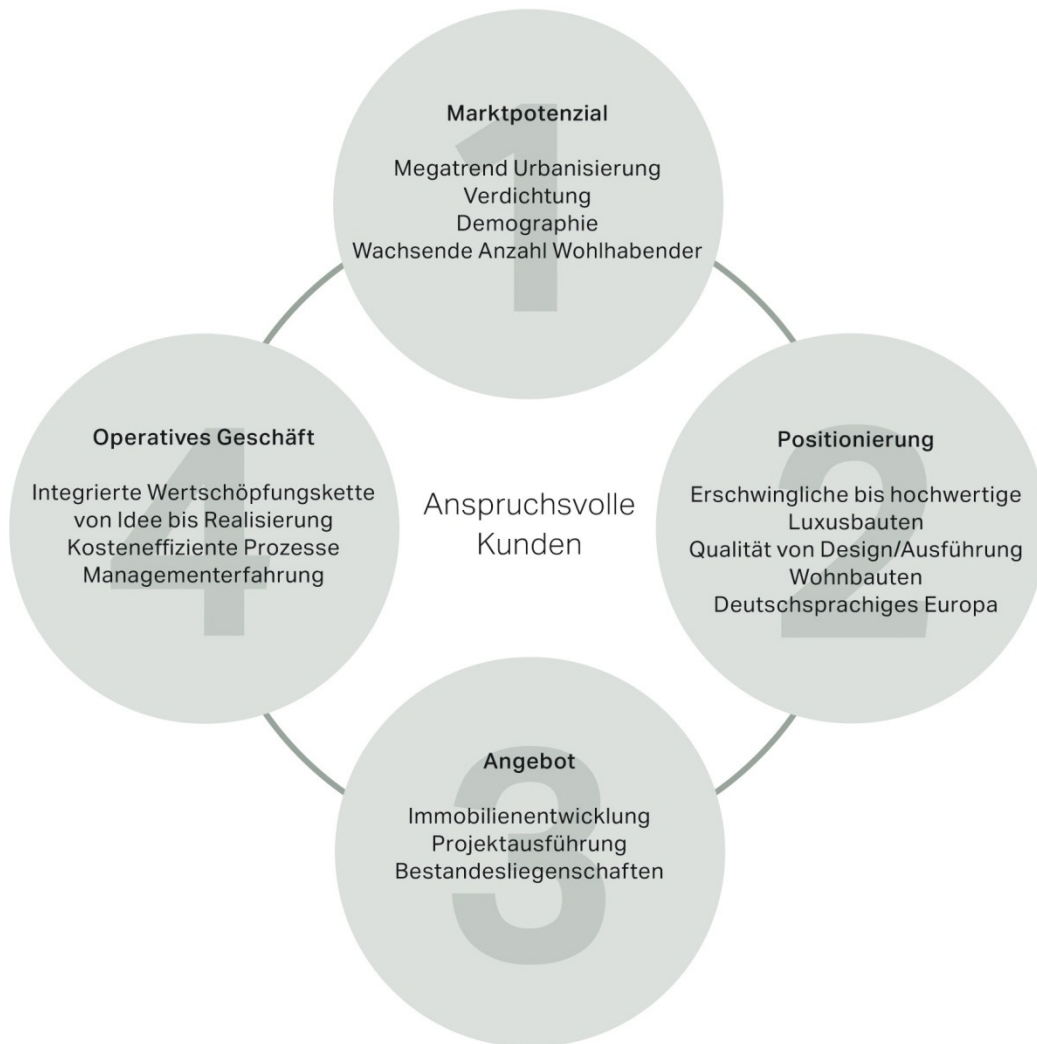 1
Marktpotenzial
Megatrend Urbanisierung
Verdichtung
Demographie
Wachsende Anzahl Wohlhabender
2
Positionierung
Erschwingliche bis hochwertige
Luxusbauten
Qualität von Design/Ausführung
Wohnbauten
Deutschsprachiges Europa
3
Angebot
Immobilienentwicklung
Projektausführung
Bestandesliegenschaften
4
Operatives Geschäft
Integrierte Wertschöpfungskette
von Idee bis Realisierung
Kosteneffiziente Prozesse
Managementerfahrung
Anspruchsvolle
Kunden